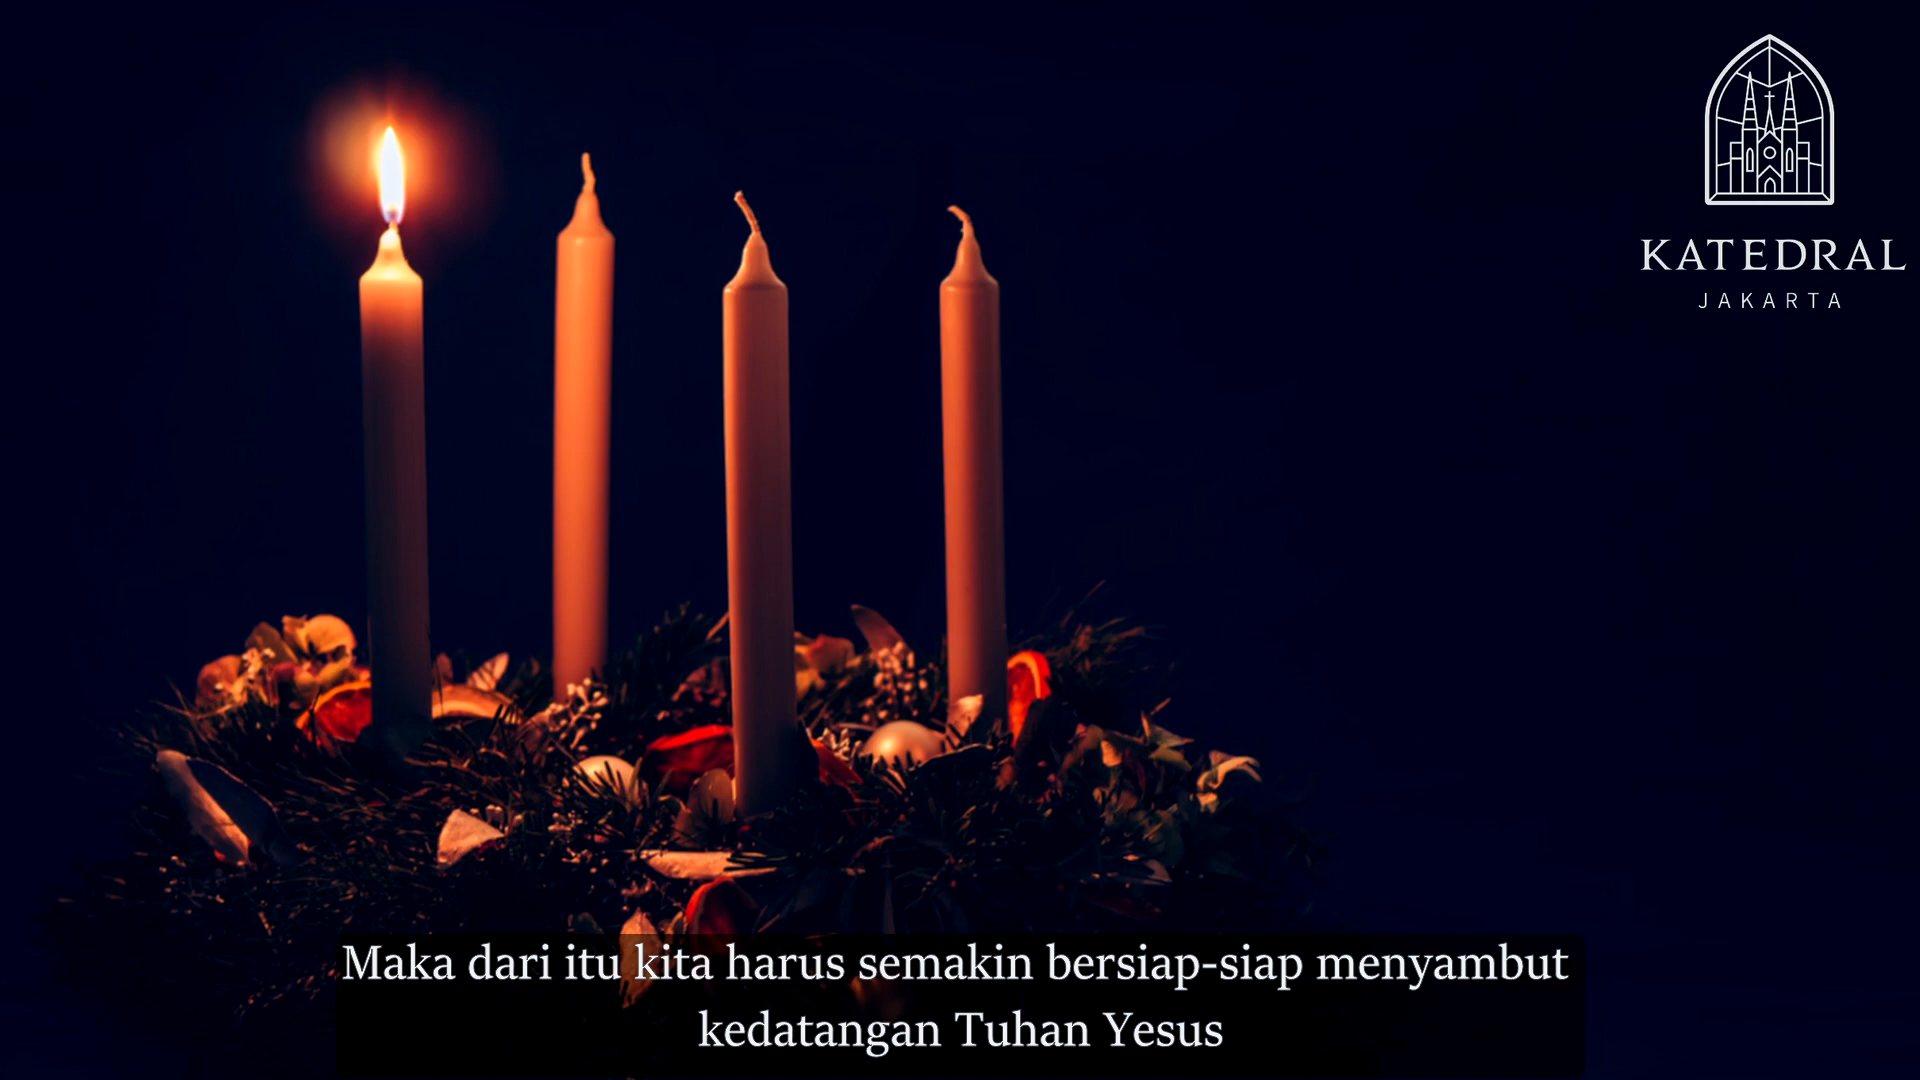 KATEDRAL
JAKARTA
Maka dari itu kita harus semakin bersiap-siap menyambut
kedatangan Tuhan Yesus